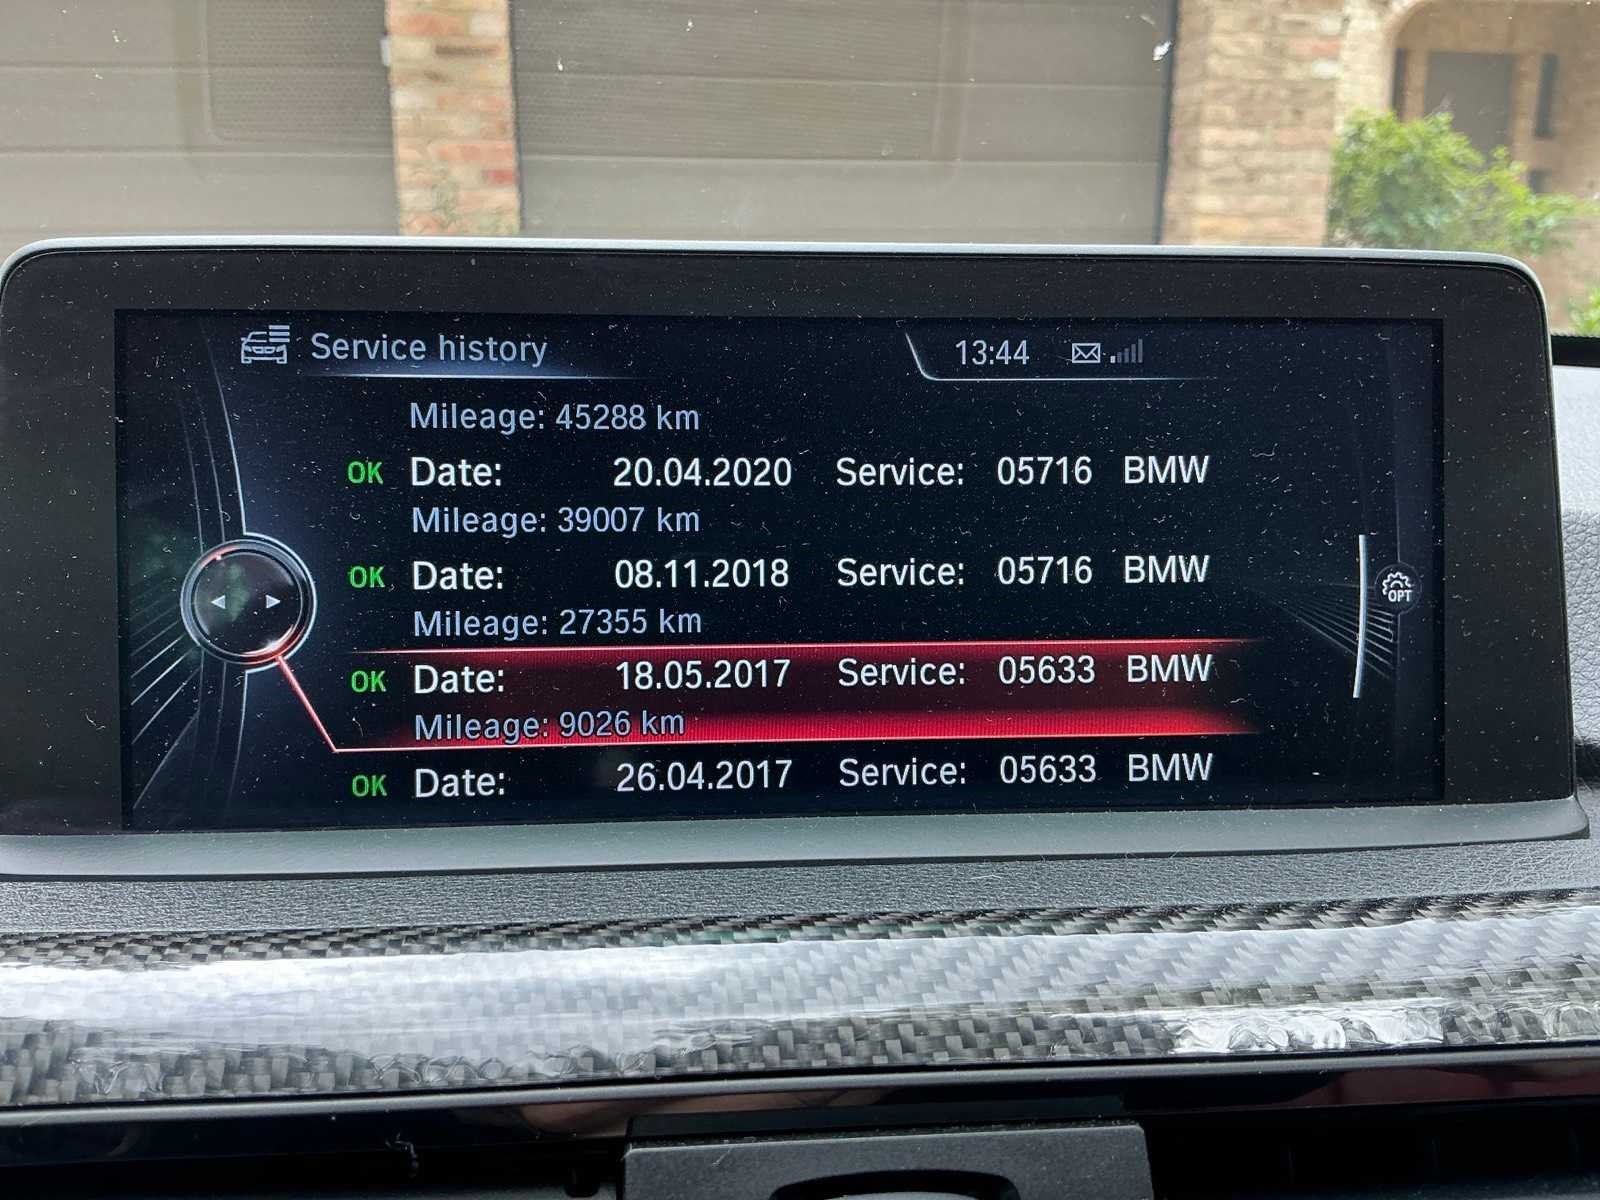 Service history 13:44
Mileage: 45288 km
OK Date: 20.04.2020 Service: 05716 BMW
Mileage: 39007 km
OK Date: 08.11.2018 Service: 05716 BMW
Mileage: 27355 km
OK Date: 18.05.2017 Service: 05633 BMW
Mileage: 9026 km
OK Date: 26.04.2017 Service: 05633 BMW
OPT